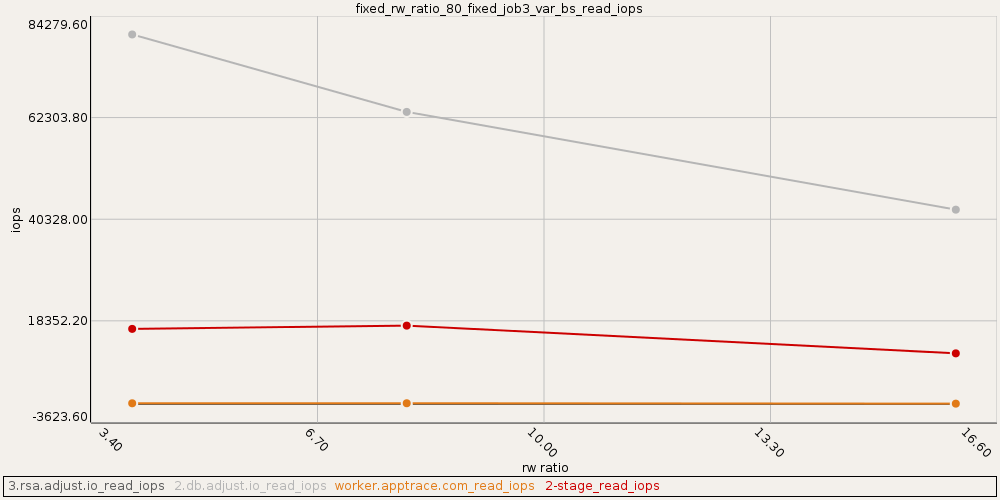 fixed_rw_ratio_80_fixed_job3_var_bs_read_iops
84279.60
62303.80
40328.00
18352.20
-3623.60
iops
3.40 6.70 10.00 13.30 16.60
rw ratio
3.rsa.adjust.io_read_iops 2.db.adjust.io_read_iops worker.apptrace.com_read_iops 2-stage_read_iops